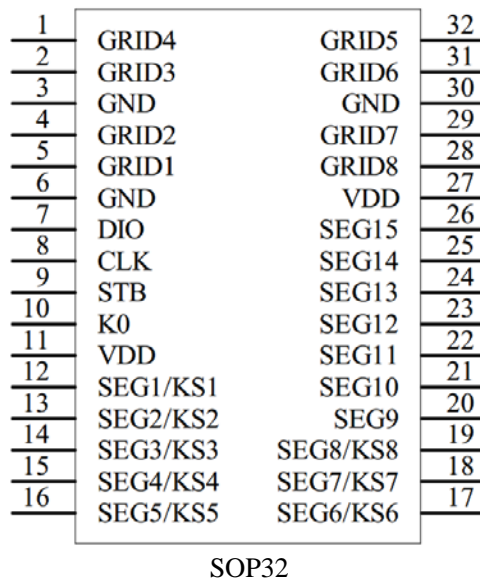 1 GRID4 GRID5 32
2 GRID3 GRID6 31
3 GND GND 30
4 GRID2 GRID7 29
5 GRID1 GRID8 28
6 GND VDD 27
7 DIO SEG15 26
8 CLK SEG14 25
9 STB SEG13 24
10 K0 SEG12 23
11 VDD SEG11 22
12 SEG1/KS1 SEG10 21
13 SEG2/KS2 SEG9 20
14 SEG3/KS3 SEG8/KS8 19
15 SEG4/KS4 SEG7/KS7 18
16 SEG5/KS5 SEG6/KS6 17
SOP32